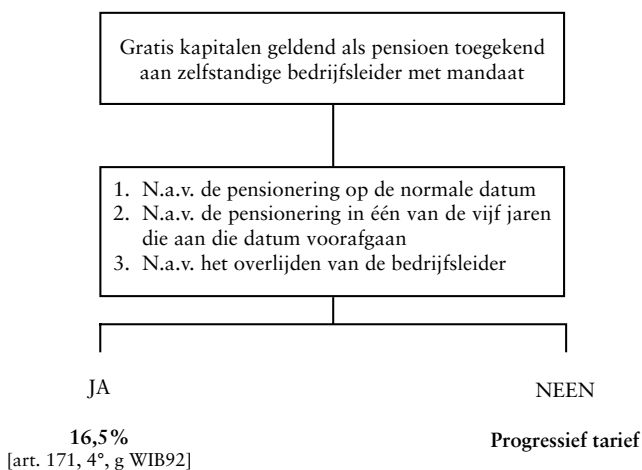 Gratis kapitalen geldend als pensioen toegekend
aan zelfstandige bedrijfsleider met mandaat
1. N.a.v. de pensionering op de normale datum
2. N.a.v. de pensionering in één van de vijf jaren
die aan die datum voorafgaan
3. N.a.v. het overlijden van de bedrijfsleider
JA
NEEN
16,5%
Progressief tarief
[art. 171, 4°, g WIB92]